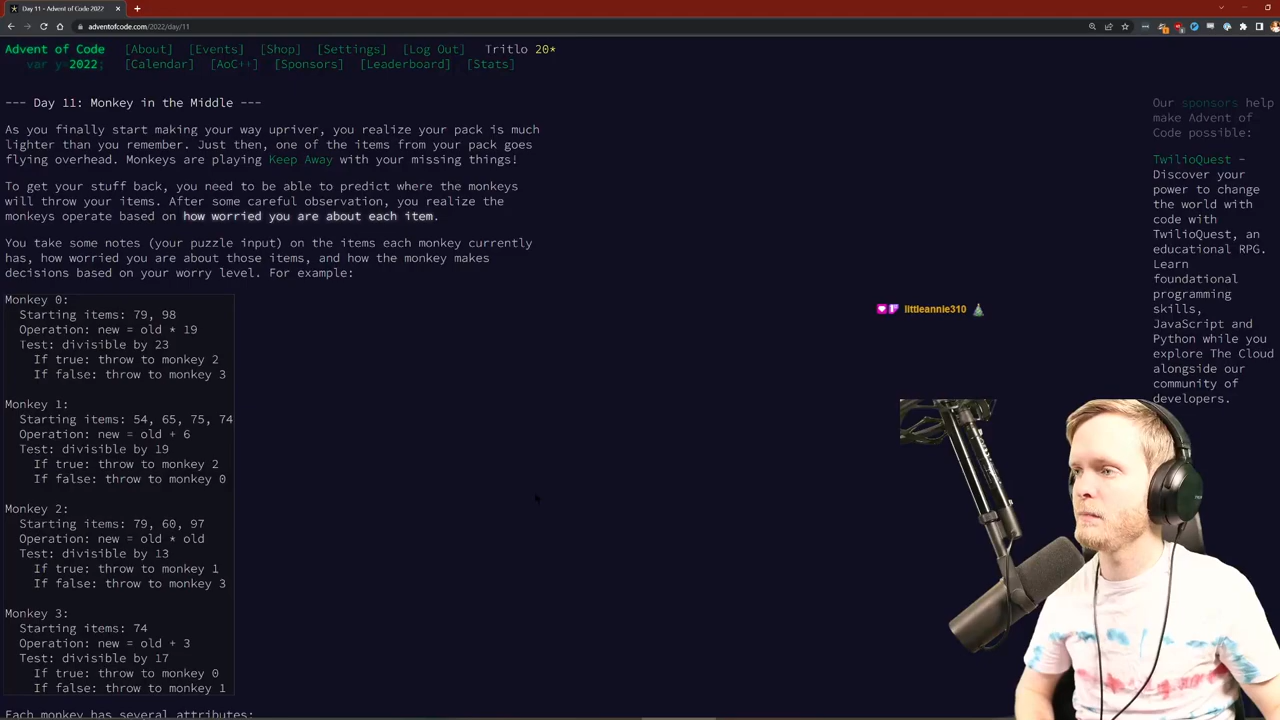 Day 11 - Advent of Code 2022
adventofcode.com/2022/day/11
Advent of Code [About] [Events] [Shop] [Settings] [Log Out] Tritlo 20*
var y=2022; [Calendar] [AoC++] [Sponsors] [Leaderboard] [Stats]
--- Day 11: Monkey in the Middle ---
As you finally start making your way upriver, you realize your pack is much
lighter than you remember. Just then, one of the items from your pack goes
flying overhead. Monkeys are playing Keep Away with your missing things!
To get your stuff back, you need to be able to predict where the monkeys
will throw your items. After some careful observation, you realize the
monkeys operate based on how worried you are about each item.
You take some notes (your puzzle input) on the items each monkey currently
has, how worried you are about those items, and how the monkey makes
decisions based on your worry level. For example:
Monkey 0:
Starting items: 79, 98
Operation: new = old * 19
Test: divisible by 23
If true: throw to monkey 2
If false: throw to monkey 3
Monkey 1:
Starting items: 54, 65, 75, 74
Operation: new = old + 6
Test: divisible by 19
If true: throw to monkey 2
If false: throw to monkey 0
Monkey 2:
Starting items: 79, 60, 97
Operation: new = old * old
Test: divisible by 13
If true: throw to monkey 1
If false: throw to monkey 3
Monkey 3:
Starting items: 74
Operation: new = old + 3
Test: divisible by 17
If true: throw to monkey 0
If false: throw to monkey 1
Each monkey has several attributes:
littleannie310
Our sponsors help
make Advent of
Code possible:
TwilioQuest -
Discover your
power to change
the world with
code with
TwilioQuest, an
educational RPG.
Learn
foundational
programming
skills,
JavaScript and
Python while you
explore The Cloud
alongside our
community of
developers.